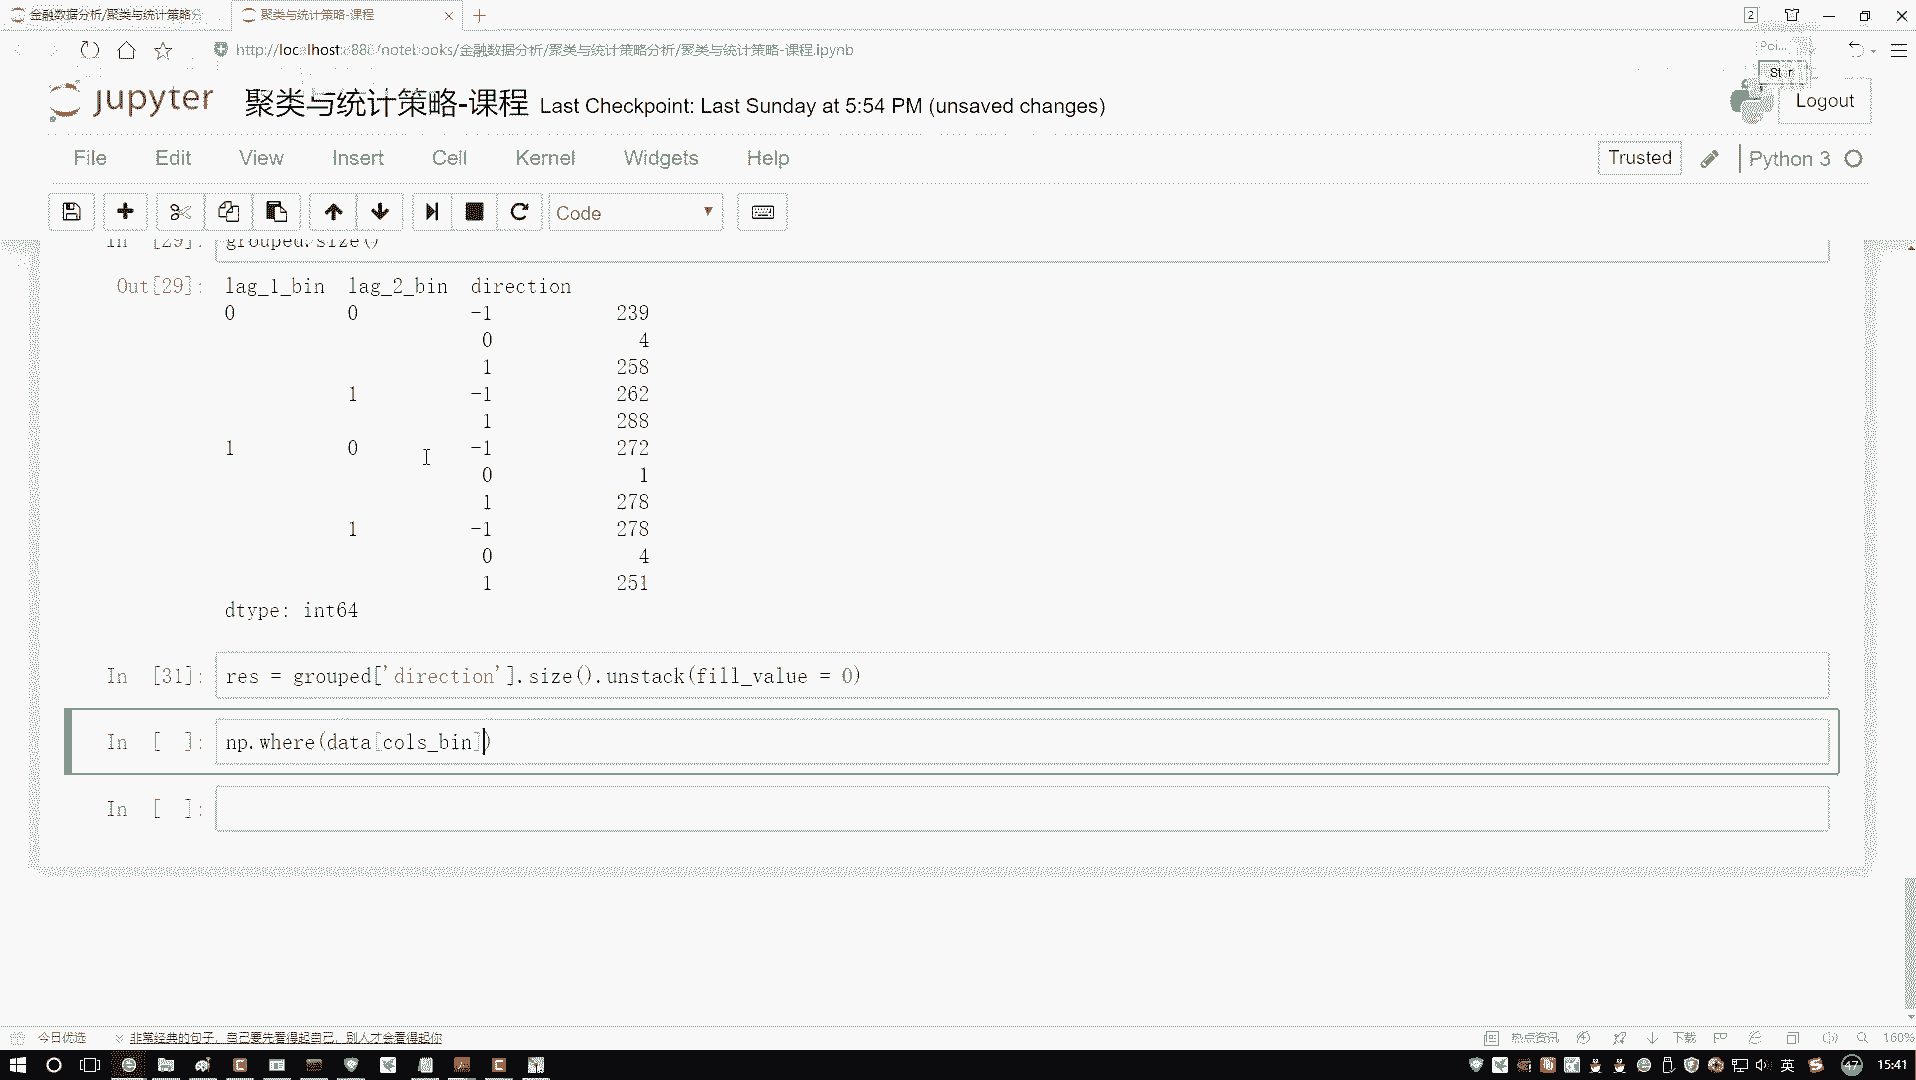 金融数据分析/聚类与统计策略分
聚类与统计策略-课程
2
http://localhost:888/notebooks/金融数据分析/聚类与统计策略分析/聚类与统计策略-课程.ipynb
Poi...
jupyter
聚类与统计策略-课程 Last Checkpoint: Last Sunday at 5:54 PM (unsaved changes)
Logout
File Edit View Insert Cell Kernel Widgets Help
Trusted
Python 3
Code
In [29]: grouped.size()
Out[29]: lag_1_bin lag_2_bin direction
0 0 -1 239
0 4
1 258
1 -1 262
1 288
1 0 -1 272
0 1
1 278
1 -1 278
0 4
1 251
dtype: int64
In [31]: res = grouped['direction'].size().unstack(fill_value = 0)
In [ ]: np.where(data[cols_bin])
In [ ]:
今日优选
非常经典的句子，自己要先看得起自己，别人才会看得起你
热点资讯
下载
160%
英
47
15:41